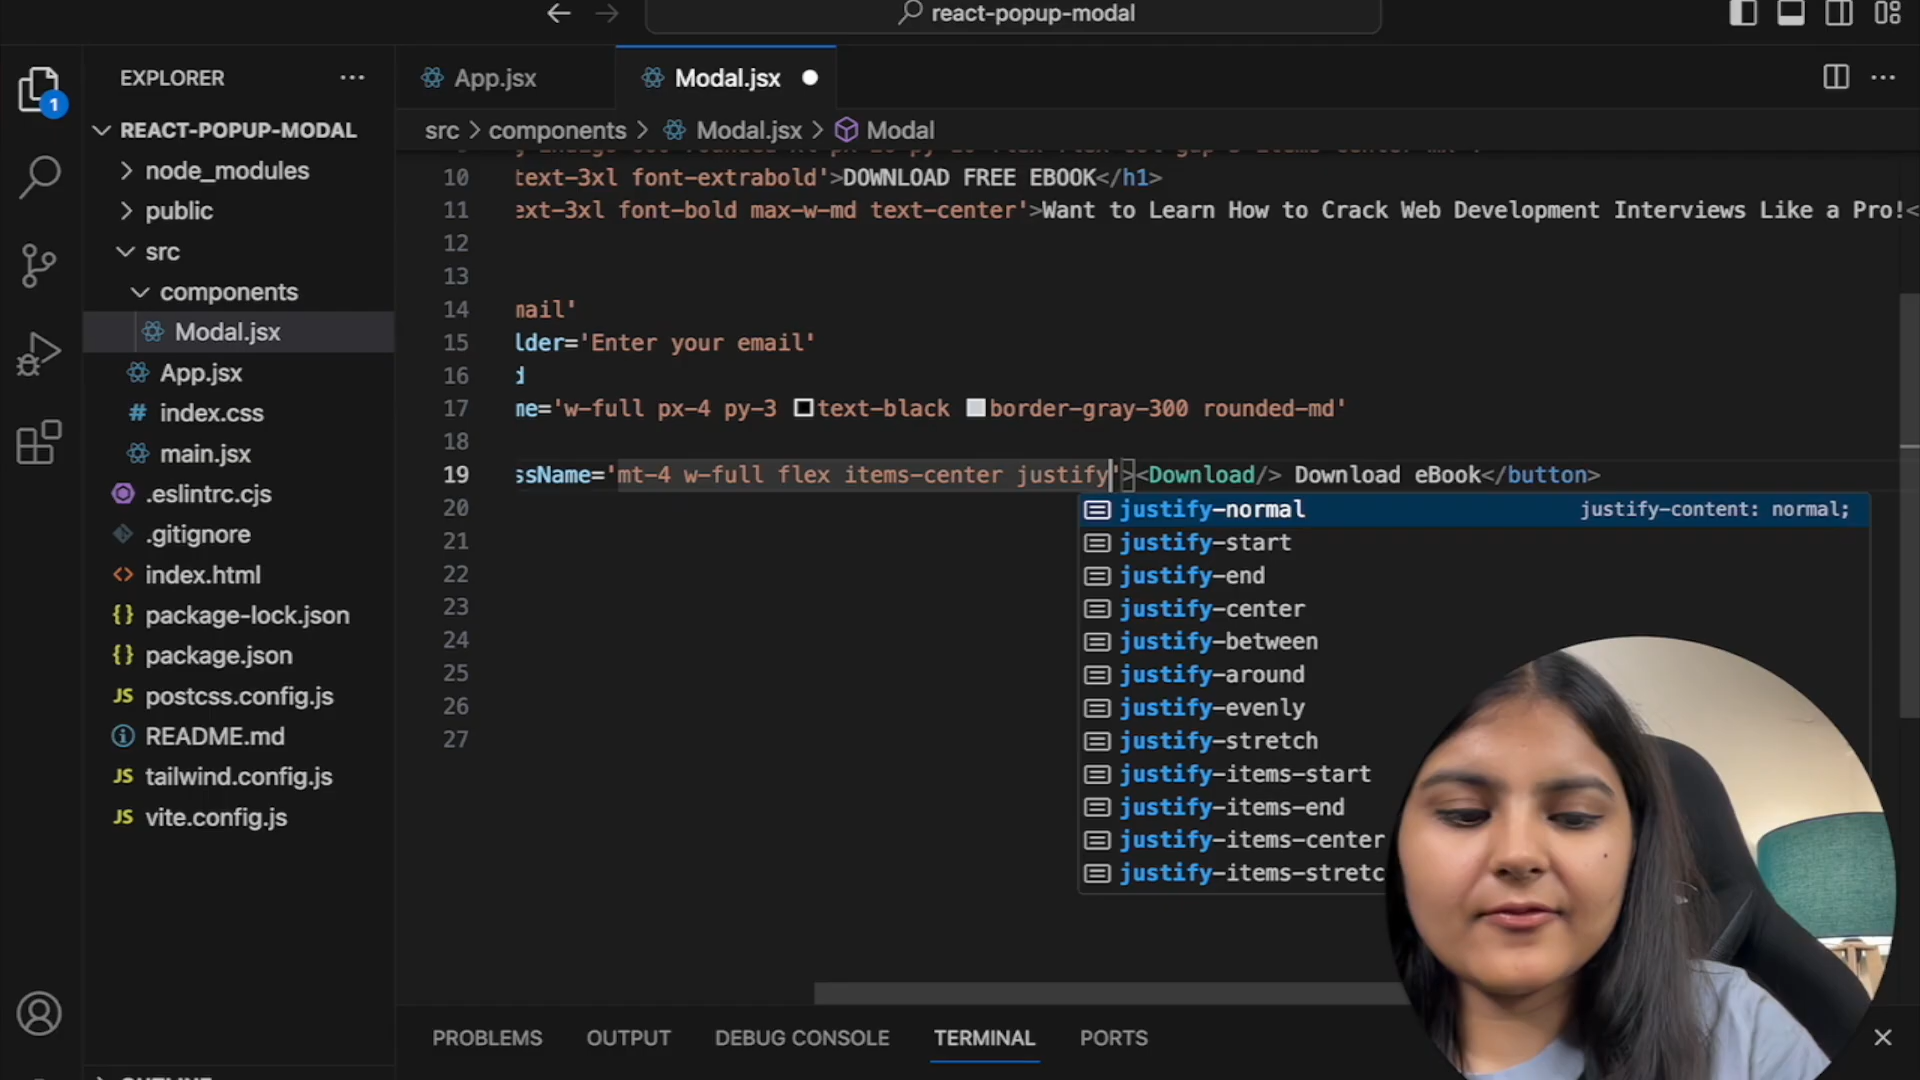 react-popup-modal
EXPLORER
1
REACT-POPUP-MODAL
node_modules
public
src
components
Modal.jsx
App.jsx
index.css
main.jsx
.eslintrc.cjs
.gitignore
index.html
package-lock.json
package.json
postcss.config.js
README.md
tailwind.config.js
vite.config.js
App.jsx
Modal.jsx
src > components > Modal.jsx > Modal
10 text-3xl font-extrabold'>DOWNLOAD FREE EBOOK</h1>
11 ext-3xl font-bold max-w-md text-center'>Want to Learn How to Crack Web Development Interviews Like a Pro!<
12
13
14 mail'
15 lder='Enter your email'
16 d
17 me='w-full px-4 py-3 text-black border-gray-300 rounded-md'
18
19 ssName='mt-4 w-full flex items-center justify'><Download/> Download eBook</button>
20
21
22
23
24
25
26
27
justify-normal justify-content: normal;
justify-start
justify-end
justify-center
justify-between
justify-around
justify-evenly
justify-stretch
justify-items-start
justify-items-end
justify-items-center
justify-items-stretc
PROBLEMS OUTPUT DEBUG CONSOLE TERMINAL PORTS